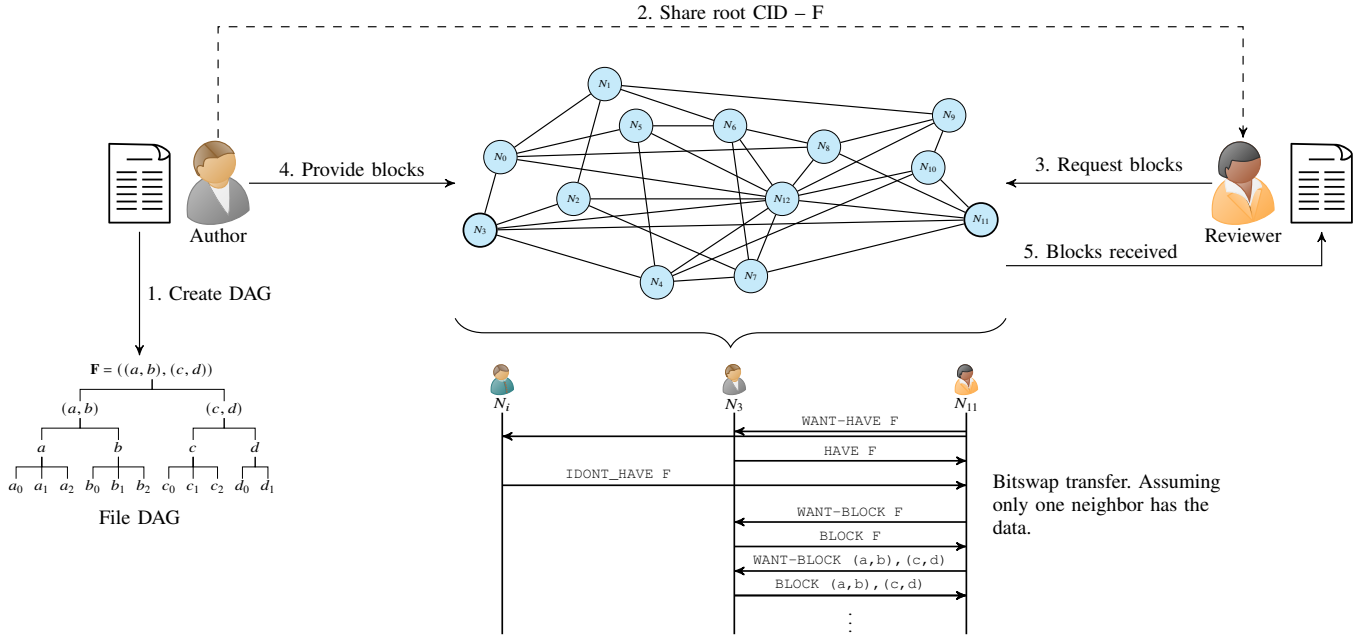 2. Share root CID – F
N₁
N₅
N₆
N₉
N₈
N₀
N₁₀
4. Provide blocks
3. Request blocks
N₂
N₁₂
N₃
N₁₁
Author
Reviewer
5. Blocks received
N₄
N₇
1. Create DAG
F = ((a, b), (c, d))
(a, b) (c, d)
a b c d
a₀ a₁ a₂ b₀ b₁ b₂ c₀ c₁ c₂ d₀ d₁
File DAG
Nᵢ N₃ N₁₁
WANT-HAVE F
HAVE F
IDONT_HAVE F
WANT-BLOCK F
BLOCK F
WANT-BLOCK (a,b),(c,d)
BLOCK (a,b),(c,d)
⋮
Bitswap transfer. Assuming
only one neighbor has the
data.